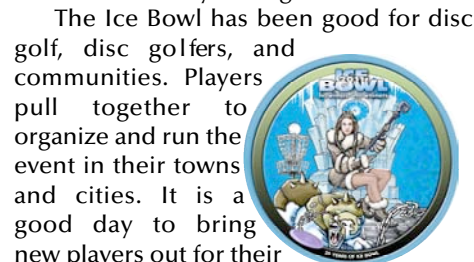 The Ice Bowl has been good for disc
golf, disc golfers, and
communities. Players
pull together to
organize and run the
event in their towns
and cities. It is a
good day to bring
new players out for their
ICE
BOWL